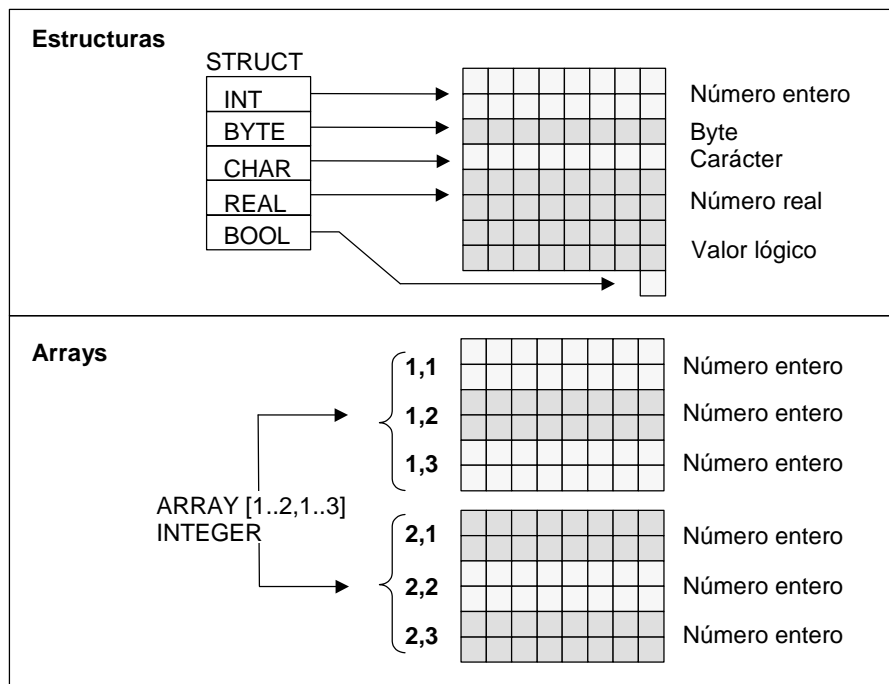 Estructuras
STRUCT
INT
Número entero
BYTE
Byte
CHAR
Carácter
REAL
Número real
BOOL
Valor lógico
Arrays
1,1
Número entero
1,2
Número entero
1,3
Número entero
ARRAY [1..2,1..3]
INTEGER
2,1
Número entero
2,2
Número entero
2,3
Número entero